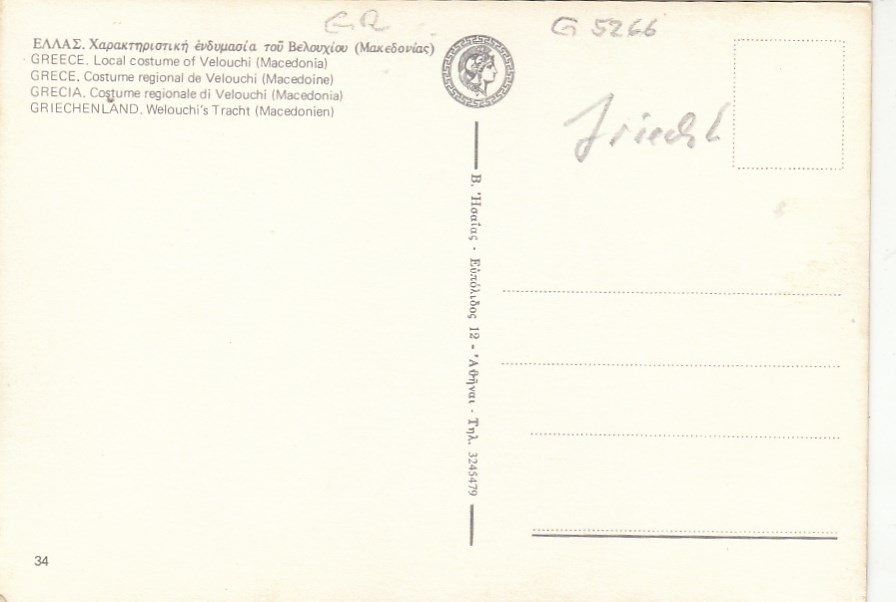 G 5266
ΕΛΛΑΣ. Χαρακτηριστικὴ ἐνδυμασία τοῦ Βελουχίου (Μακεδονίας)
GREECE. Local costume of Velouchi (Macedonia)
GRECE. Costume regional de Velouchi (Macedoine)
GRECIA. Costume regionale di Velouchi (Macedonia)
GRIECHENLAND. Welouchi's Tracht (Macedonien)
Β. Ἠσαΐας · Εὐπόλιδος 12 - Ἀθῆναι · Τηλ. 3245479
34